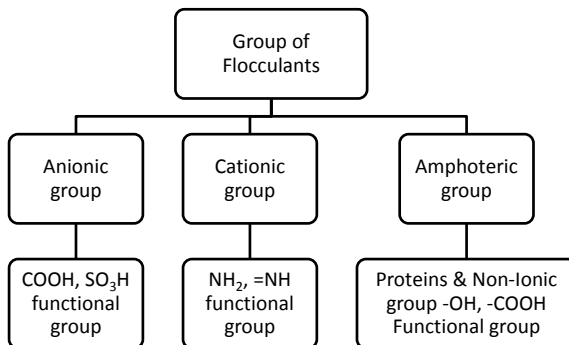 Group of
Flocculants
Anionic
group
Cationic
group
Amphoteric
group
COOH, SO₃H
functional
group
NH₂, =NH
functional
group
Proteins & Non-Ionic
group -OH, -COOH
Functional group